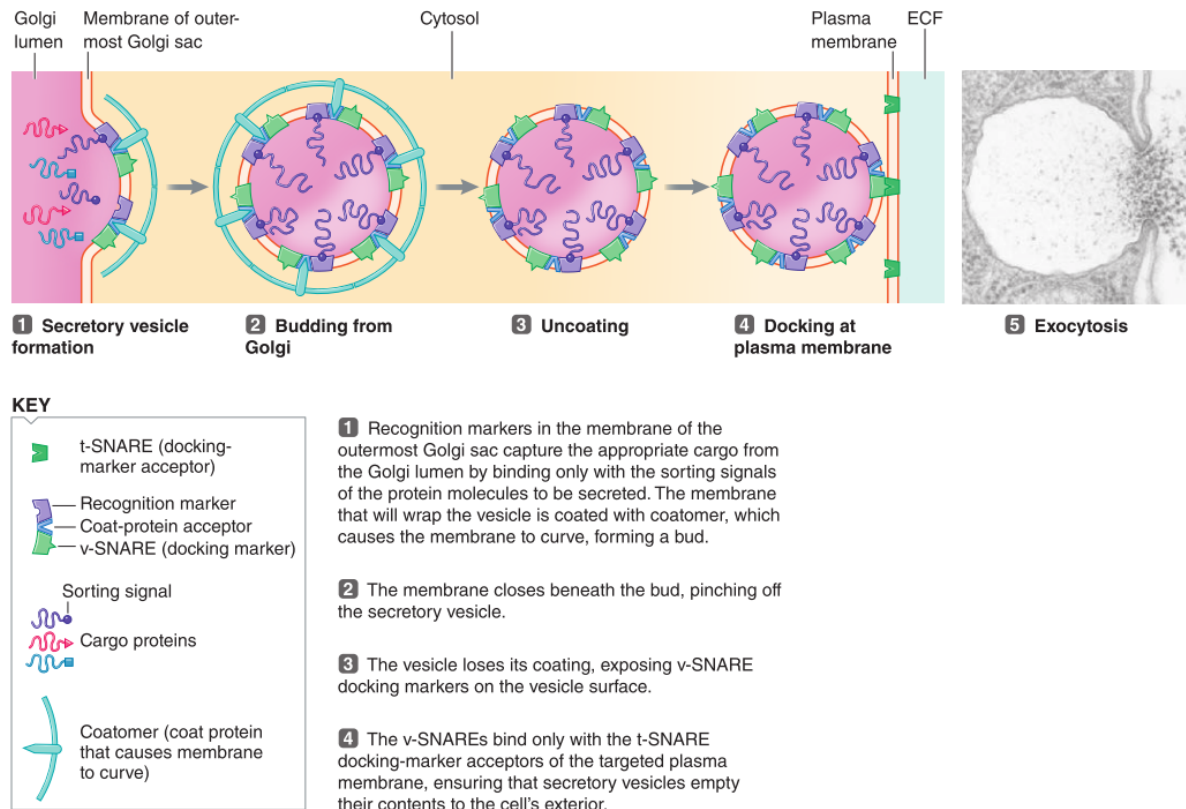 Golgi
lumen
Membrane of outer-
most Golgi sac
Cytosol
Plasma
membrane
ECF
1 Secretory vesicle
formation
2 Budding from
Golgi
3 Uncoating
4 Docking at
plasma membrane
5 Exocytosis
KEY
t-SNARE (docking-
marker acceptor)
Recognition marker
Coat-protein acceptor
v-SNARE (docking marker)
Sorting signal
Cargo proteins
Coatomer (coat protein
that causes membrane
to curve)
1 Recognition markers in the membrane of the
outermost Golgi sac capture the appropriate cargo from
the Golgi lumen by binding only with the sorting signals
of the protein molecules to be secreted. The membrane
that will wrap the vesicle is coated with coatomer, which
causes the membrane to curve, forming a bud.
2 The membrane closes beneath the bud, pinching off
the secretory vesicle.
3 The vesicle loses its coating, exposing v-SNARE
docking markers on the vesicle surface.
4 The v-SNAREs bind only with the t-SNARE
docking-marker acceptors of the targeted plasma
membrane, ensuring that secretory vesicles empty
their contents to the cell's exterior.